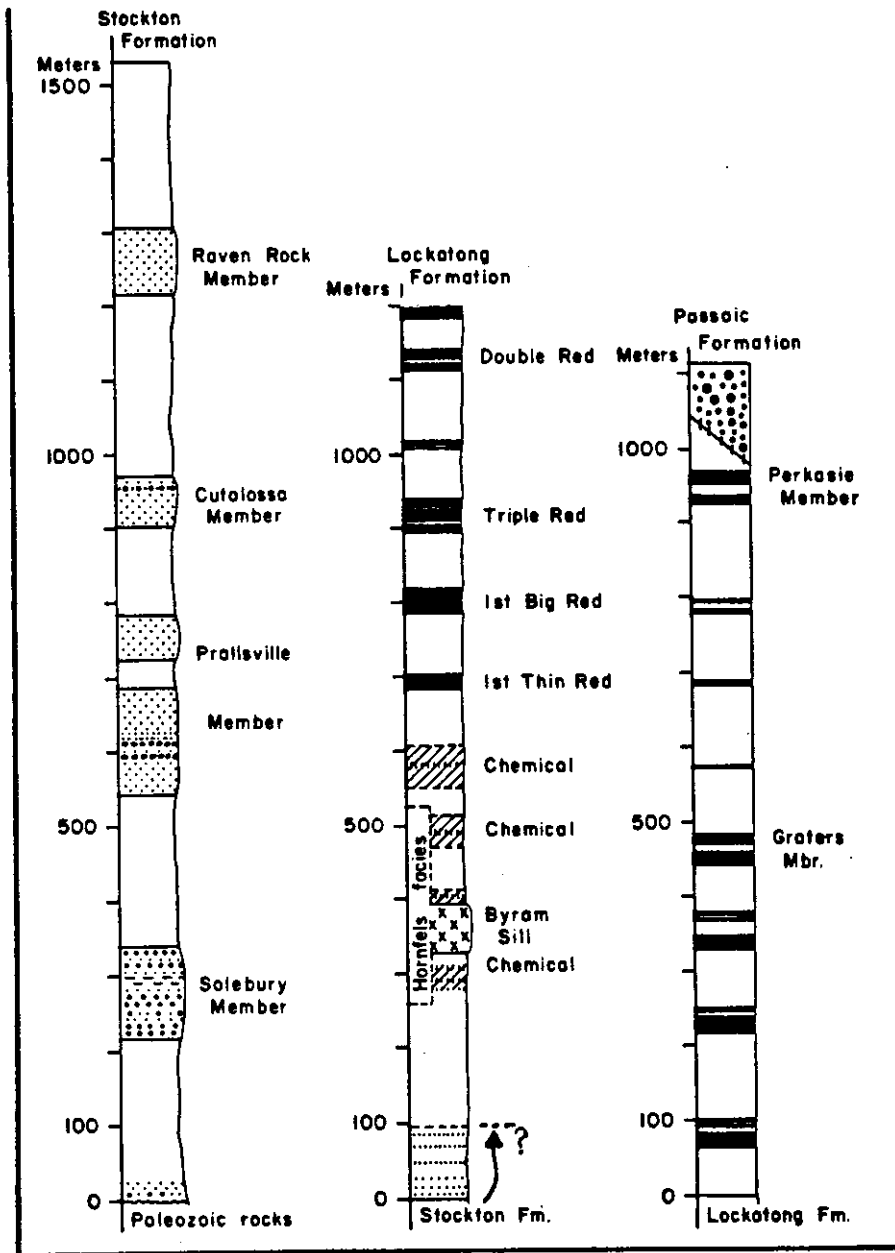 Stockton
Formation
Meters
1500
1000
500
100
0
Raven Rock
Member
Cutalossa
Member
Prallsville
Member
Solebury
Member
Paleozoic rocks
Lockatong
Formation
Meters
1000
500
100
0
Double Red
Triple Red
1st Big Red
1st Thin Red
Chemical
Chemical
Hornfels facies
Byram
Sill
Chemical
?
Stockton Fm.
Passaic
Formation
Meters
1000
500
100
0
Perkasie
Member
Graters
Mbr.
Lockatong Fm.
x x x
x x
x x x
x x